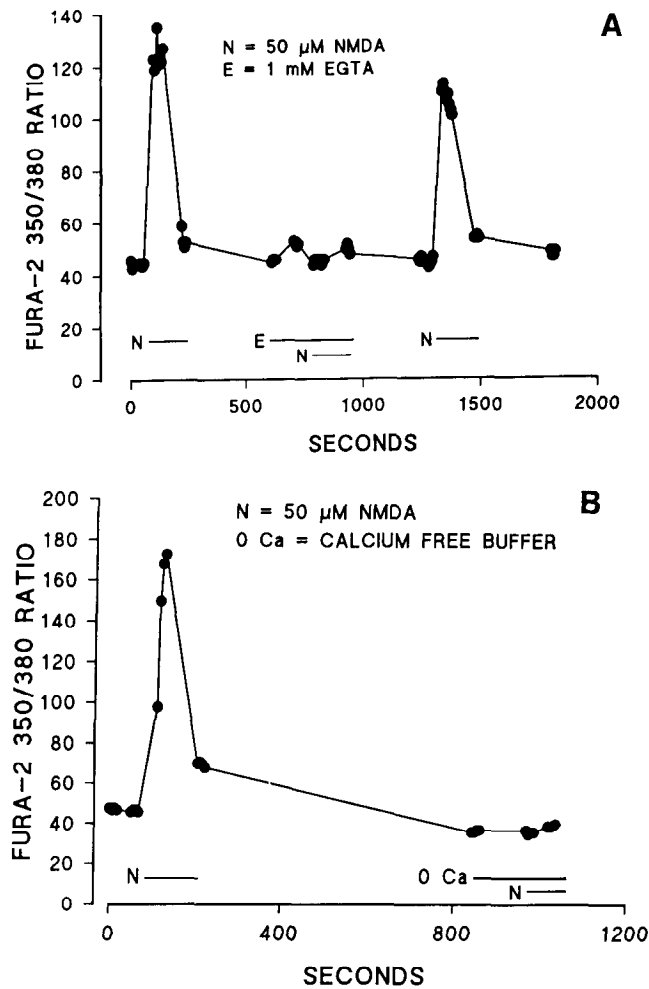 A
N = 50 µM NMDA
E = 1 mM EGTA
FURA-2 350/380 RATIO
140
120
100
80
60
40
20
0
N
E
N
N
0
500
1000
1500
2000
SECONDS
B
N = 50 µM NMDA
0 Ca = CALCIUM FREE BUFFER
FURA-2 350/380 RATIO
200
180
160
140
120
100
80
60
40
20
0
N
0 Ca
N
0
400
800
1200
SECONDS